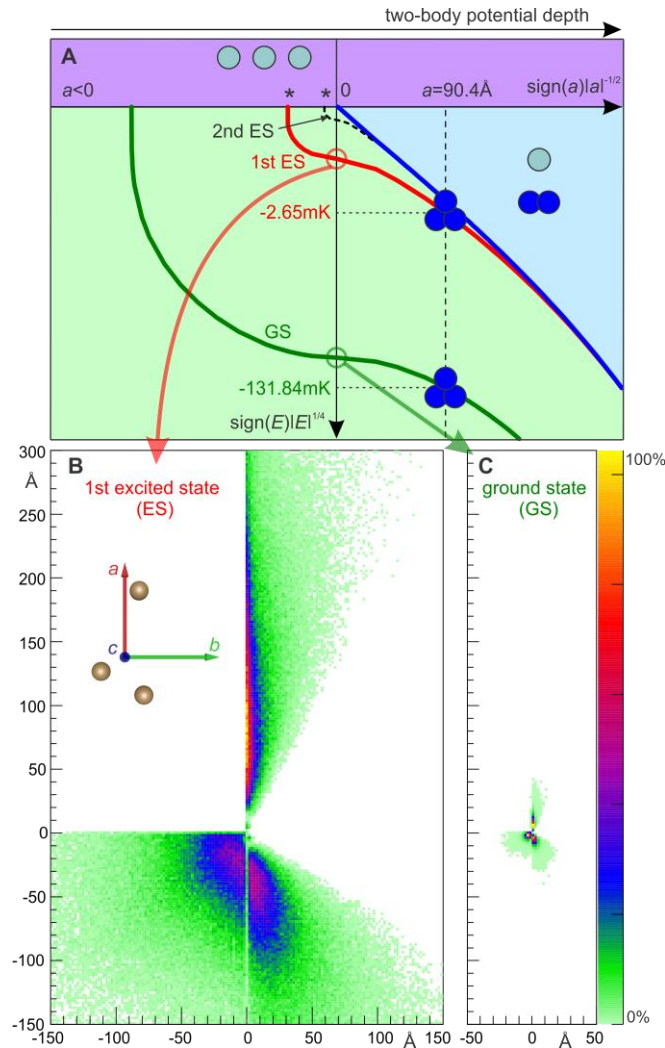 two-body potential depth
A
a<0
* *
0
a=90.4Å
sign(a)|a|⁻¹/²
2nd ES
1st ES
-2.65mK
GS
-131.84mK
sign(E)|E|¹/⁴
300
Å
B
1st excited state
(ES)
C
ground state
(GS)
100%
250
200
a
c
b
150
100
50
0
-50
-100
-150
-150 -100 -50 0 50 100 Å 150
-50 0 Å 50
0%